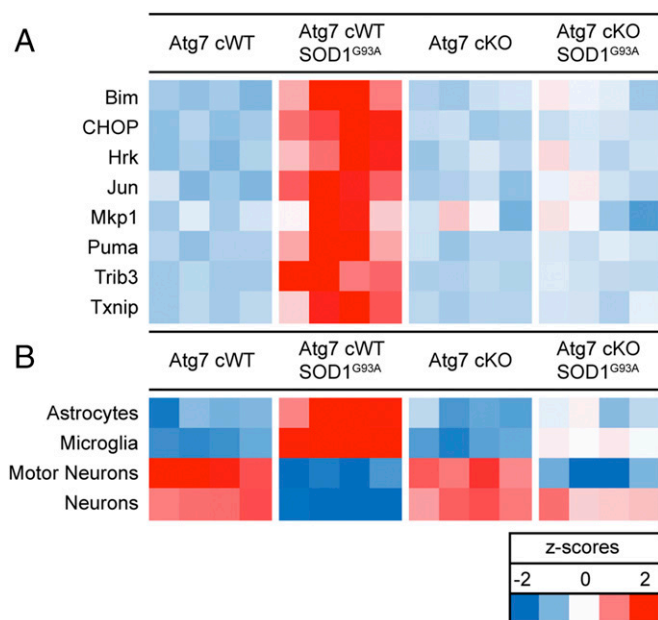 A
Atg7 cWT
Atg7 cWT
SOD1G93A
Atg7 cKO
Atg7 cKO
SOD1G93A
Bim
CHOP
Hrk
Jun
Mkp1
Puma
Trib3
Txnip
B
Atg7 cWT
Atg7 cWT
SOD1G93A
Atg7 cKO
Atg7 cKO
SOD1G93A
Astrocytes
Microglia
Motor Neurons
Neurons
z-scores
-2 0 2